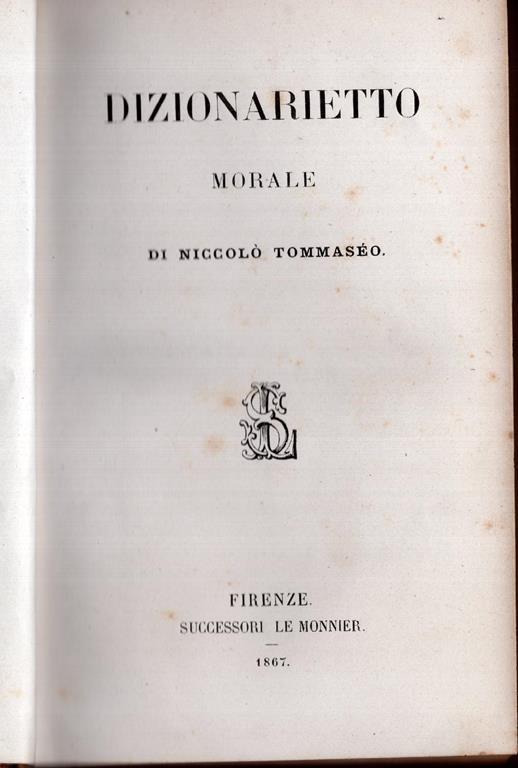 DIZIONARIETTO
MORALE
DI NICCOLÒ TOMMASÉO.
FIRENZE.
SUCCESSORI LE MONNIER.
1867.